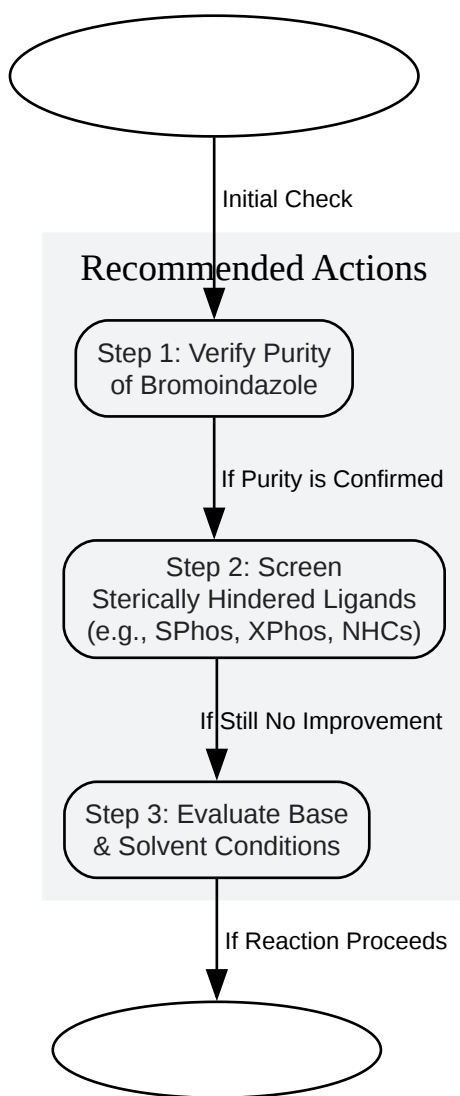 Initial Check
Recommended Actions
Step 1: Verify Purity
of Bromoindazole
If Purity is Confirmed
Step 2: Screen
Sterically Hindered Ligands
(e.g., SPhos, XPhos, NHCs)
If Still No Improvement
Step 3: Evaluate Base
& Solvent Conditions
If Reaction Proceeds